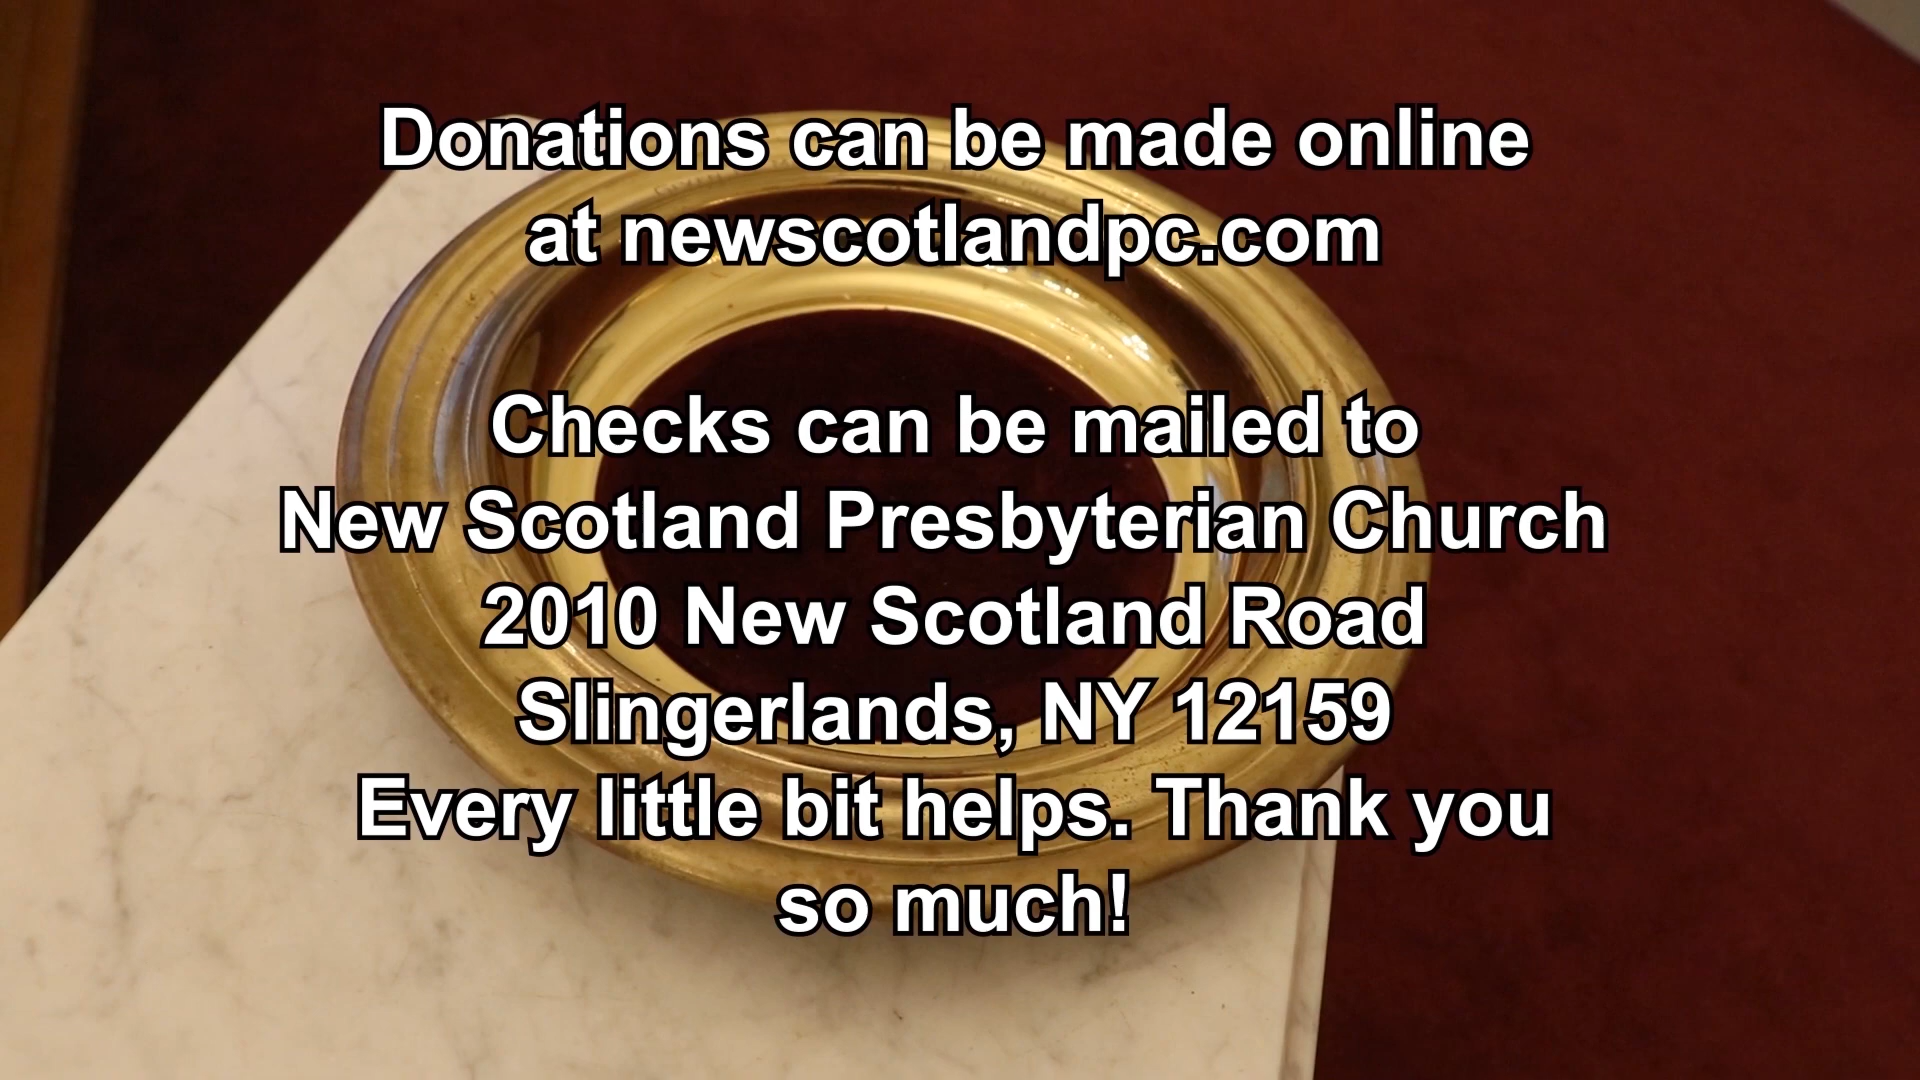 Donations can be made online
at newscotlandpc.com
Checks can be mailed to
New Scotland Presbyterian Church
2010 New Scotland Road
Slingerlands, NY 12159
Every little bit helps. Thank you
so much!